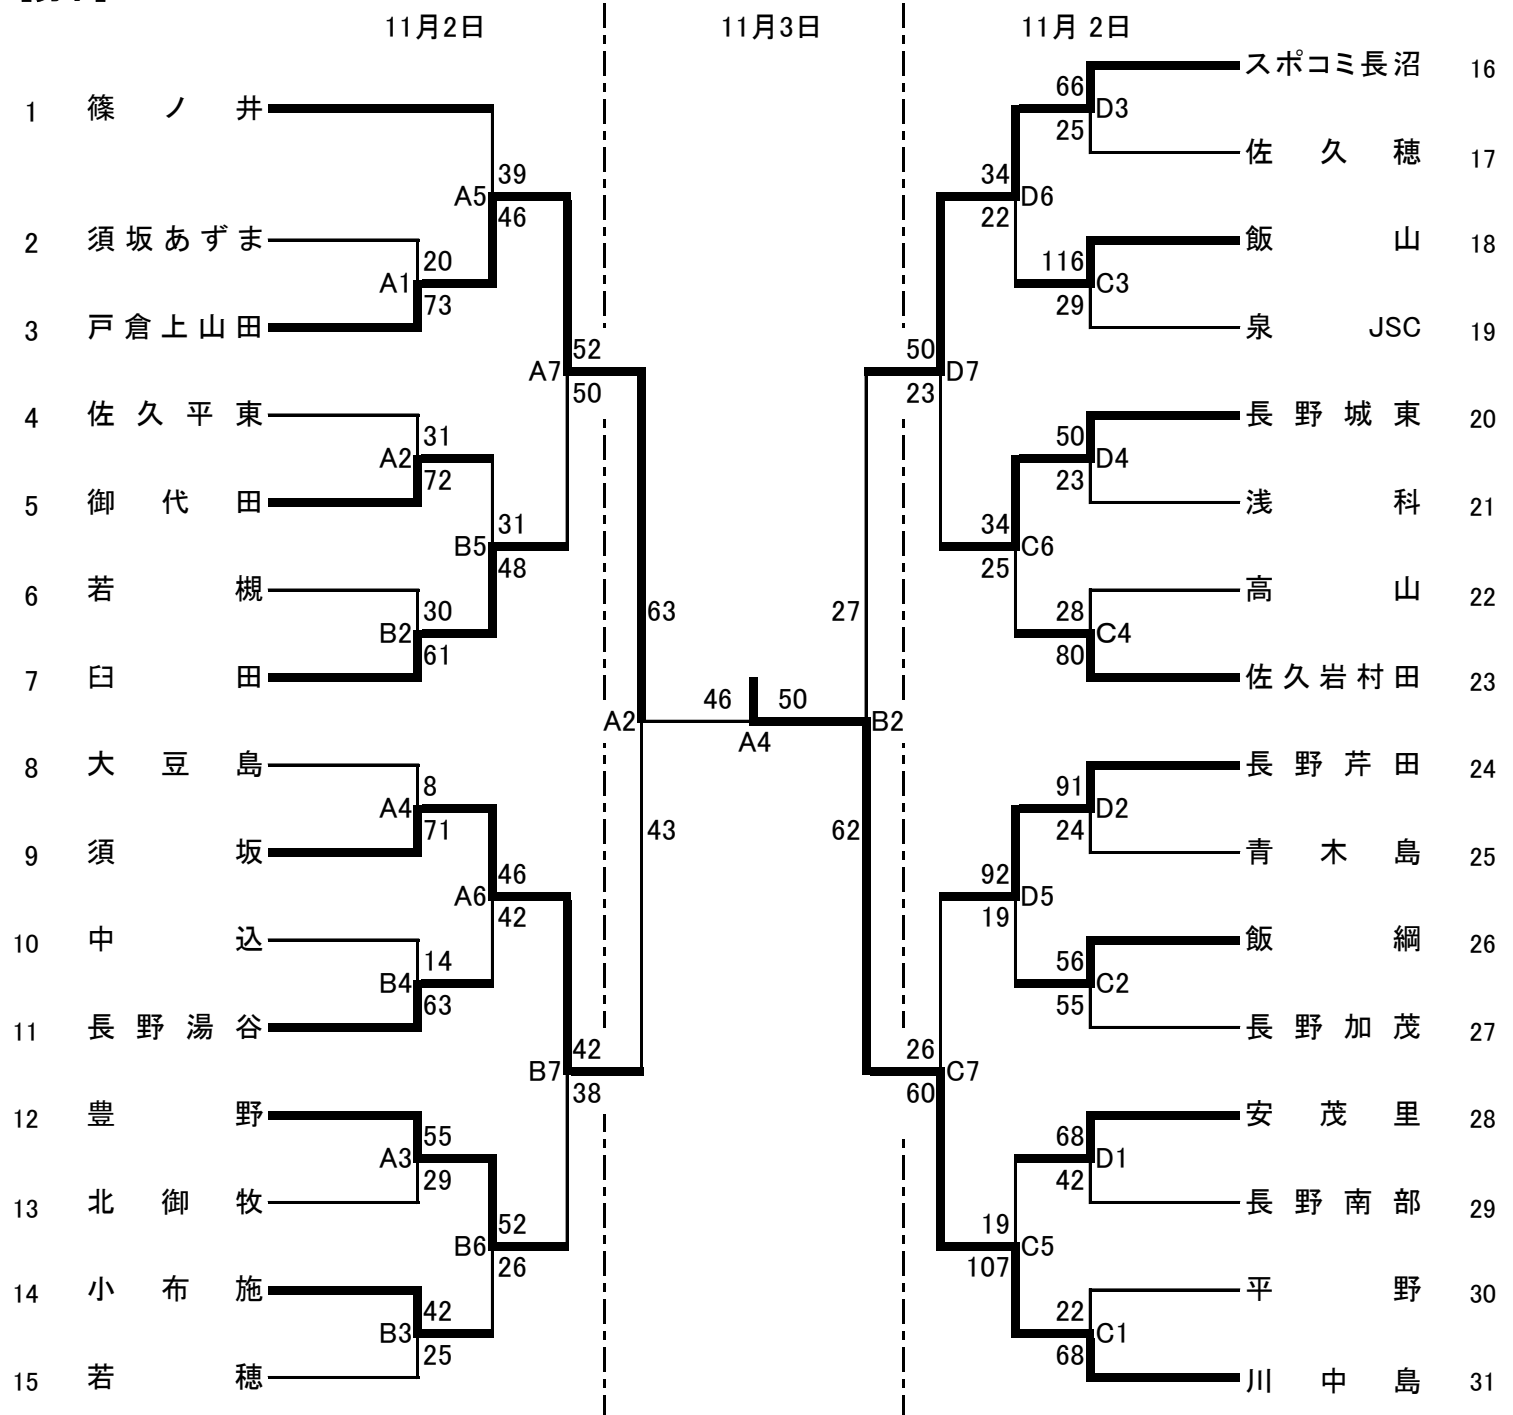 11月2日 11月3日 11月 2日
1 篠ノ井
39
A5
46
2 須坂あずま
20
A1
73
3 戸倉上山田
52
A7
50
4 佐久平東
31
A2
72
5 御代田
31
B5
48
6 若槻
30
B2
61
7 臼田
63
A2
43
8 大豆島
8
A4
71
9 須坂
46
A6
42
10 中込
14
B4
63
11 長野湯谷
42
B7
38
12 豊野
55
A3
29
13 北御牧
52
B6
26
14 小布施
42
B3
25
15 若穂
46 50
A4
スポコミ長沼 16
66
D3
25
佐久穂 17
34
D6
22
飯山 18
116
C3
29
泉JSC 19
50
D7
23
長野城東 20
50
D4
23
浅科 21
34
C6
25
高山 22
28
C4
80
佐久岩村田 23
27
B2
62
長野芹田 24
91
D2
24
青木島 25
92
D5
19
飯綱 26
56
C2
55
長野加茂 27
26
C7
60
安茂里 28
68
D1
42
長野南部 29
19
C5
107
平野 30
22
C1
68
川中島 31